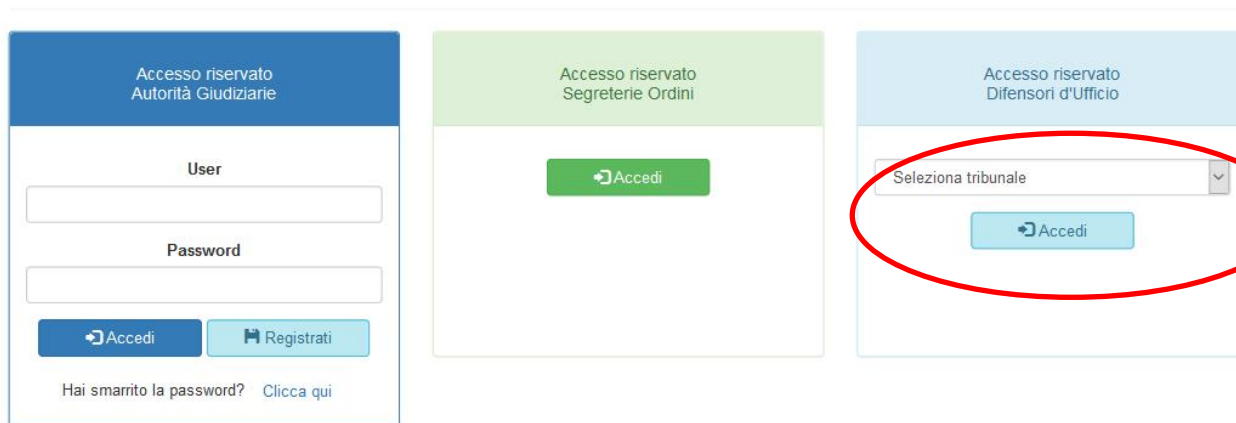 Accesso riservato
Autorità Giudiziarie
User
Password
Accedi
Registrati
Hai smarrito la password? Clicca qui
Accesso riservato
Segreterie Ordini
Accedi
Accesso riservato
Difensori d'Ufficio
Seleziona tribunale
Accedi